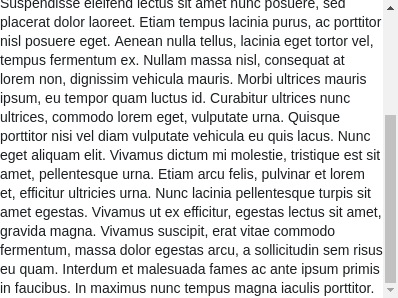 Suspendisse eleifend lectus sit amet nunc posuere, sed
placerat dolor laoreet. Etiam tempus lacinia purus, ac porttitor
nisl posuere eget. Aenean nulla tellus, lacinia eget tortor vel,
tempus fermentum ex. Nullam massa nisl, consequat at
lorem non, dignissim vehicula mauris. Morbi ultrices mauris
ipsum, eu tempor quam luctus id. Curabitur ultrices nunc
ultrices, commodo lorem eget, vulputate urna. Quisque
porttitor nisi vel diam vulputate vehicula eu quis lacus. Nunc
eget aliquam elit. Vivamus dictum mi molestie, tristique est sit
amet, pellentesque urna. Etiam arcu felis, pulvinar et lorem
et, efficitur ultricies urna. Nunc lacinia pellentesque turpis sit
amet egestas. Vivamus ut ex efficitur, egestas lectus sit amet,
gravida magna. Vivamus suscipit, erat vitae commodo
fermentum, massa dolor egestas arcu, a sollicitudin sem risus
eu quam. Interdum et malesuada fames ac ante ipsum primis
in faucibus. In maximus nunc tempus magna iaculis porttitor.